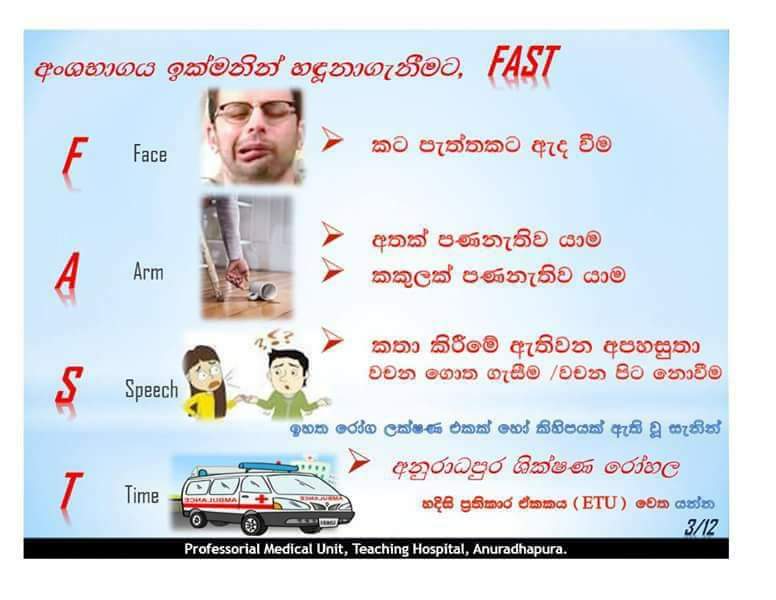 අංශභාගය ඉක්මනින් හඳූනාගැනීමට, FAST
F Face
කට පැත්තකට ඇද වීම
A Arm
අතක් පණනැතිව යාම
කකුලක් පණනැතිව යාම
S Speech
කතා කිරීමේ ඇතිවන අපහසුතා
වචන ගොත ගැසීම /වචන පිට නොවීම
ඉහත රෝග ලක්ෂණ එකක් හෝ කිහිපයක් ඇති වූ සැනින්
T Time
AMBULANCE
අනුරාධපුර ශික්ෂණ රෝහල
හදිසි ප්‍රතිකාර ඒකකය ( ETU ) වෙත යන්න
3/12
Professorial Medical Unit, Teaching Hospital, Anuradhapura.